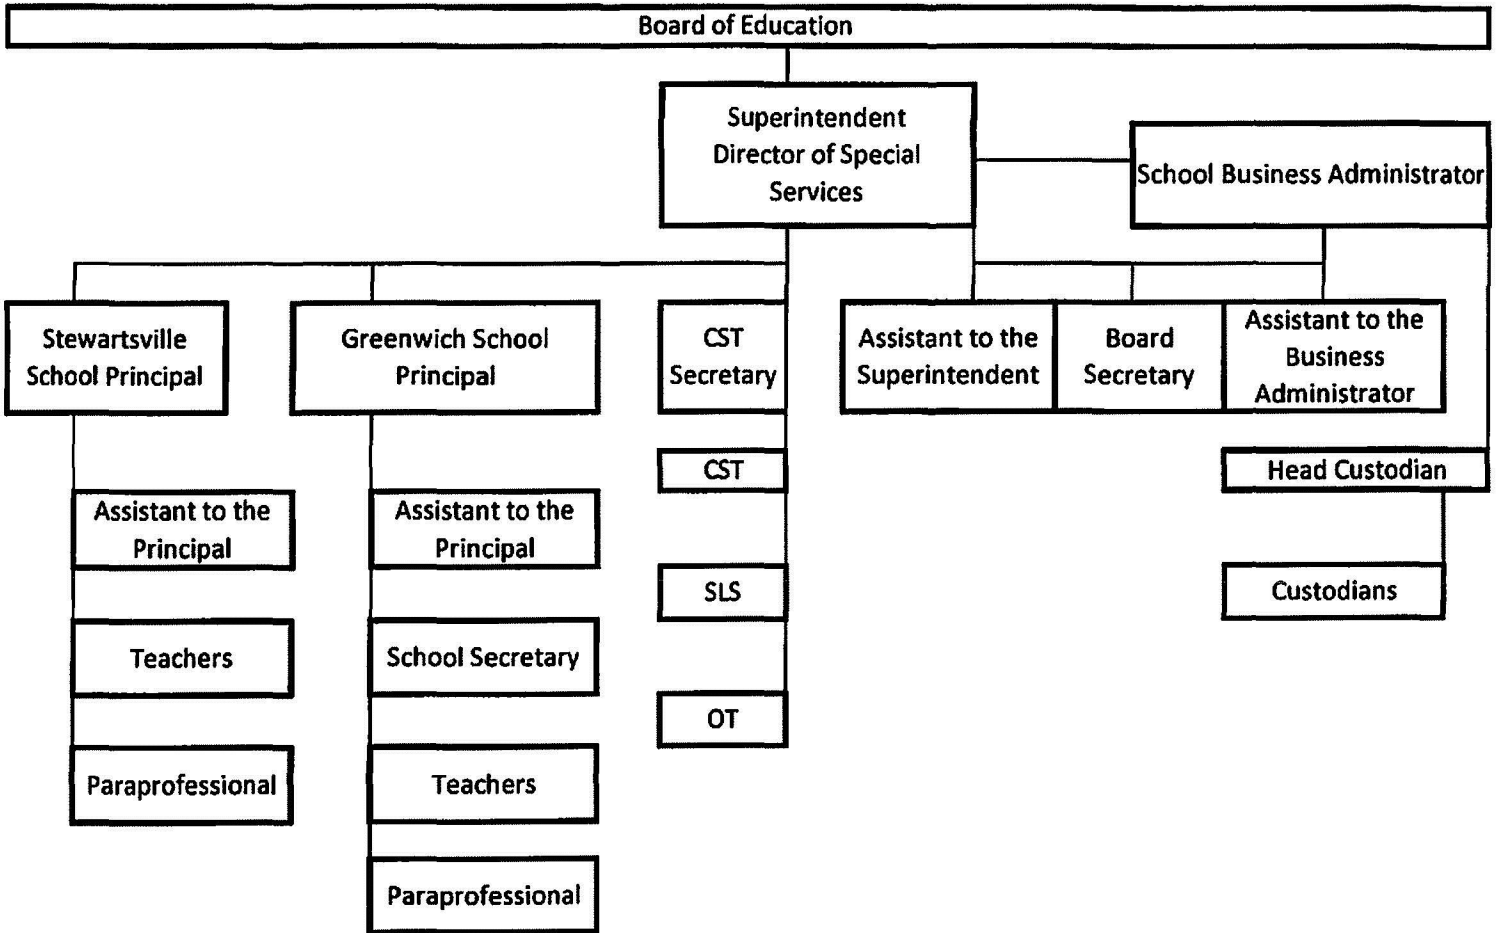 Board of Education
Superintendent
Director of Special
Services
School Business Administrator
Stewartsville
School Principal
Greenwich School
Principal
CST
Secretary
Assistant to the
Superintendent
Board
Secretary
Assistant to the
Business
Administrator
CST
Head Custodian
Assistant to the
Principal
Assistant to the
Principal
SLS
Custodians
Teachers
School Secretary
OT
Paraprofessional
Teachers
Paraprofessional